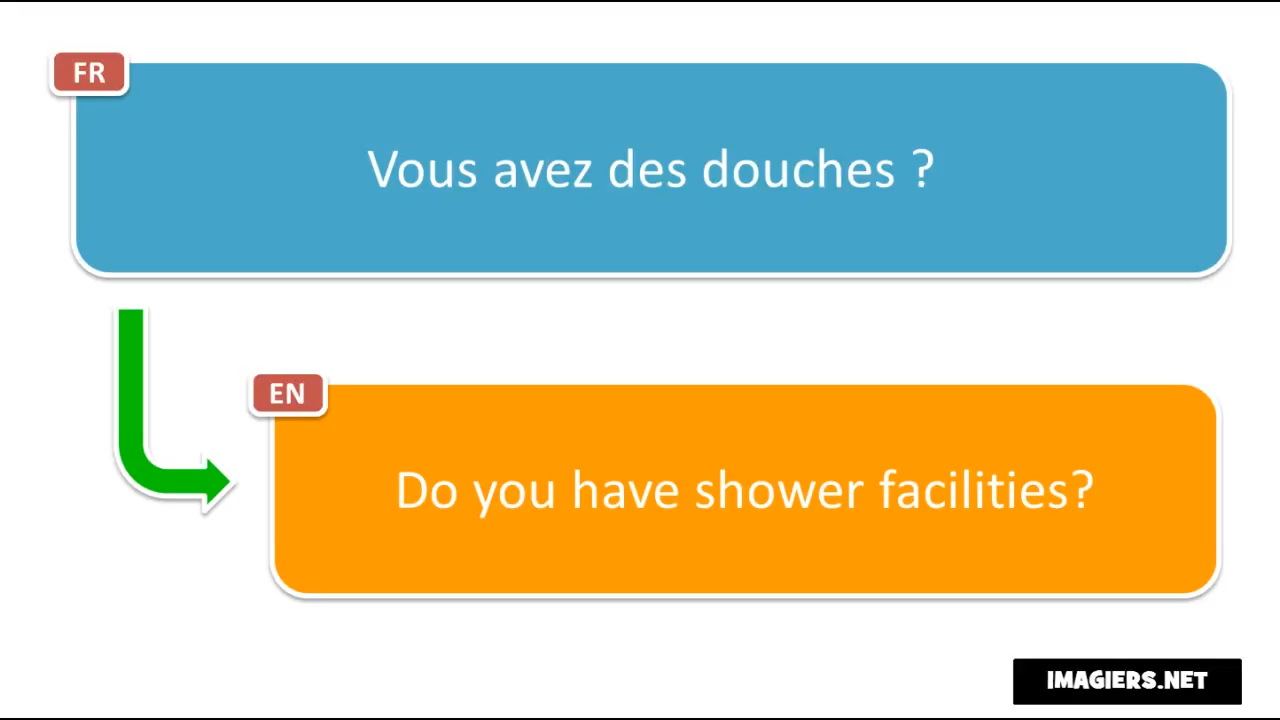 FR
Vous avez des douches ?
EN
Do you have shower facilities?
IMAGIERS.NET